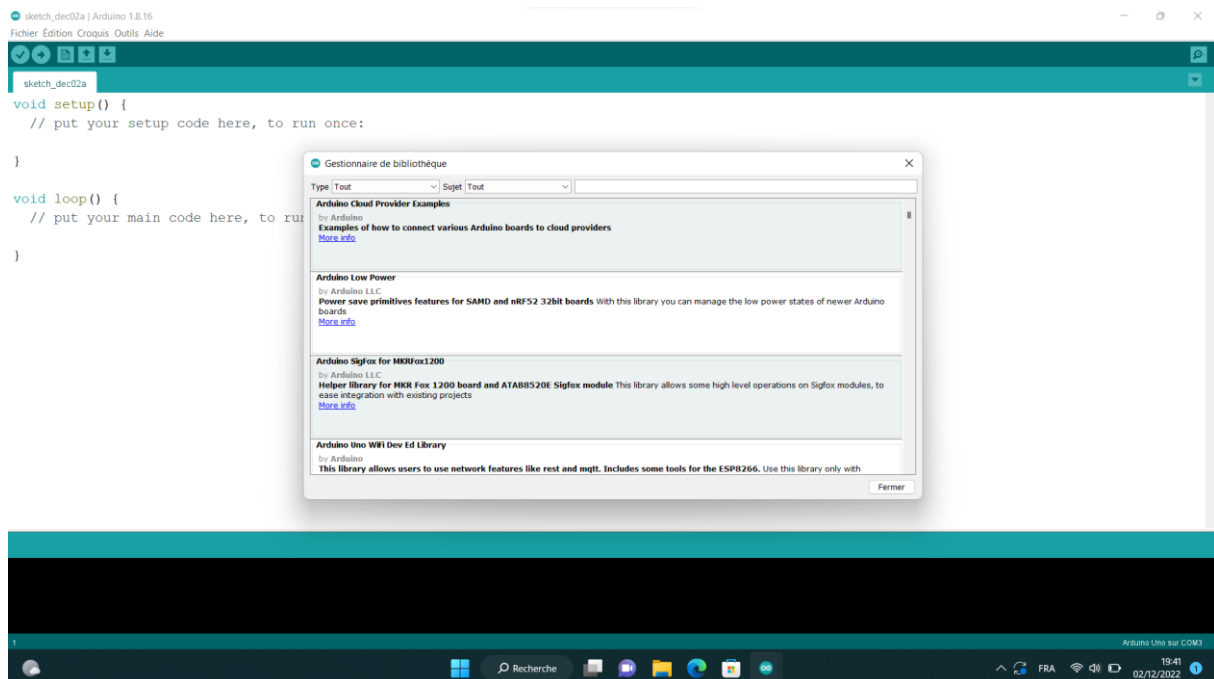 sketch_dec02a | Arduino 1.8.16
Fichier Édition Croquis Outils Aide
sketch_dec02a
void setup() {
// put your setup code here, to run once:
}
void loop() {
// put your main code here, to rur
}
Gestionnaire de bibliothèque
Type Tout Sujet Tout
Arduino Cloud Provider Examples
by Arduino
Examples of how to connect various Arduino boards to cloud providers
More info
Arduino Low Power
by Arduino LLC
Power save primitives features for SAMD and nRF52 32bit boards With this library you can manage the low power states of newer Arduino
boards
More info
Arduino SigFox for MKRFox1200
by Arduino LLC
Helper library for MKR Fox 1200 board and ATAB8520E Sigfox module This library allows some high level operations on Sigfox modules, to
ease integration with existing projects
More info
Arduino Uno WiFi Dev Ed Library
by Arduino
This library allows users to use network features like rest and mqtt. Includes some tools for the ESP8266. Use this library only with
Fermer
1
Arduino Uno sur COM3
Recherche
FRA
19:41
02/12/2022
1